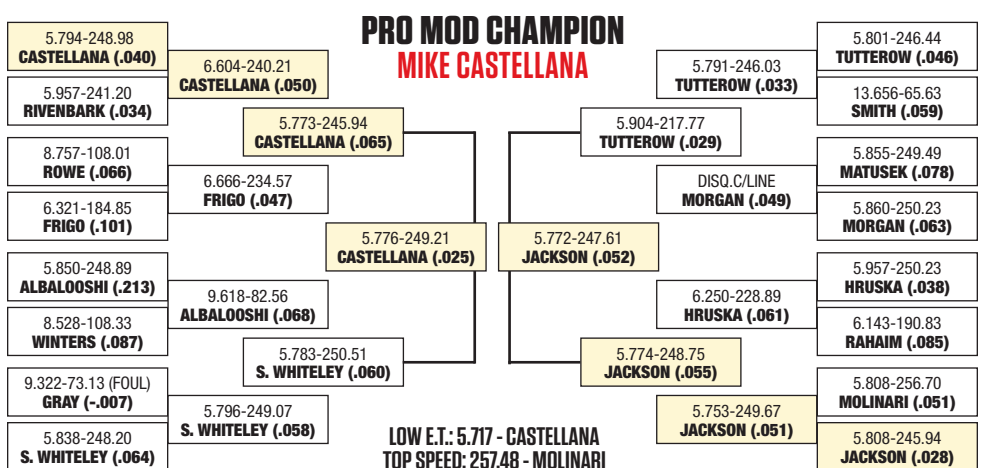 PRO MOD CHAMPION
MIKE CASTELLANA
5.794-248.98
CASTELLANA (.040)
5.957-241.20
RIVENBARK (.034)
8.757-108.01
ROWE (.066)
6.321-184.85
FRIGO (.101)
5.850-248.89
ALBALOOSHI (.213)
8.528-108.33
WINTERS (.087)
9.322-73.13 (FOUL)
GRAY (-.007)
5.838-248.20
S. WHITELEY (.064)
6.604-240.21
CASTELLANA (.050)
6.666-234.57
FRIGO (.047)
9.618-82.56
ALBALOOSHI (.068)
5.796-249.07
S. WHITELEY (.058)
5.773-245.94
CASTELLANA (.065)
5.783-250.51
S. WHITELEY (.060)
5.776-249.21
CASTELLANA (.025)
5.772-247.61
JACKSON (.052)
5.904-217.77
TUTTEROW (.029)
5.774-248.75
JACKSON (.055)
5.791-246.03
TUTTEROW (.033)
DISQ.C/LINE
MORGAN (.049)
6.250-228.89
HRUSKA (.061)
5.753-249.67
JACKSON (.051)
5.801-246.44
TUTTEROW (.046)
13.656-65.63
SMITH (.059)
5.855-249.49
MATUSEK (.078)
5.860-250.23
MORGAN (.063)
5.957-250.23
HRUSKA (.038)
6.143-190.83
RAHAIM (.085)
5.808-256.70
MOLINARI (.051)
5.808-245.94
JACKSON (.028)
LOW E.T.: 5.717 - CASTELLANA
TOP SPEED: 257.48 - MOLINARI